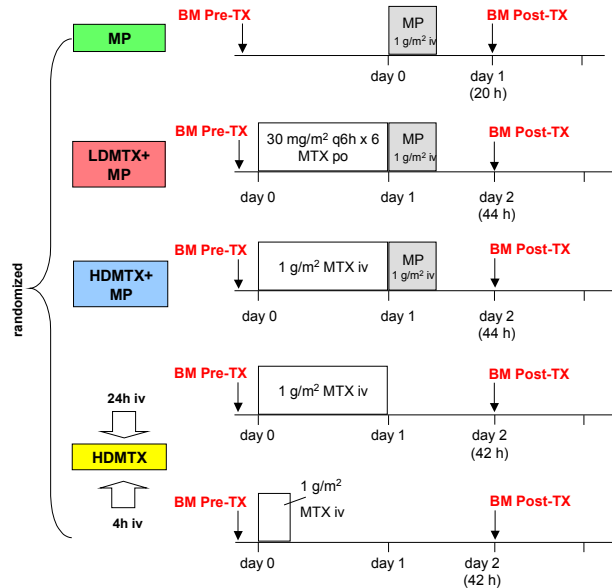 BM Pre-TX
MP
1 g/m² iv
BM Post-TX
MP
day 0
day 1
(20 h)
BM Pre-TX
30 mg/m² q6h x 6
MTX po
MP
1 g/m² iv
BM Post-TX
LDMTX+
MP
day 0
day 1
day 2
(44 h)
BM Pre-TX
1 g/m² MTX iv
MP
1 g/m² iv
BM Post-TX
HDMTX+
MP
day 0
day 1
day 2
(44 h)
randomized
BM Pre-TX
1 g/m² MTX iv
BM Post-TX
24h iv
day 0
day 1
day 2
(42 h)
HDMTX
4h iv
BM Pre-TX
1 g/m²
MTX iv
BM Post-TX
day 0
day 1
day 2
(42 h)